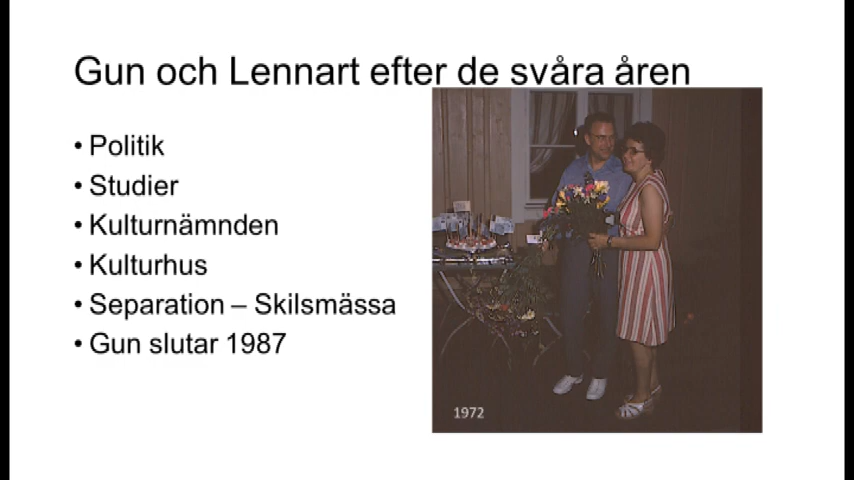 Gun och Lennart efter de svåra åren
• Politik
• Studier
• Kulturnämnden
• Kulturhus
• Separation – Skilsmässa
• Gun slutar 1987
1972